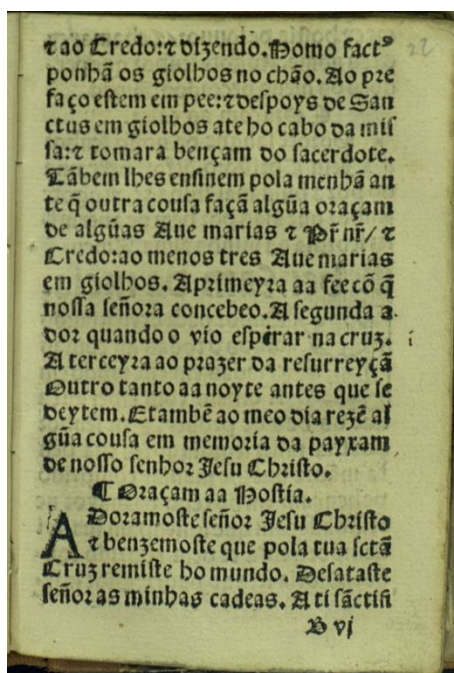 ⁊ ao Credo:⁊ dizendo. Homo factꝰ
ponhã os giolhos no chão. Ao pre
faço estem em pee:⁊ despoys de San
ctus em giolhos ate ho cabo da mis
sa:⁊ tomara bençam do sacerdote.
Tãbem lhes ensinem pola menhã an
te q̃ outra cousa façã algũa oraçam
de algũas Aue marias ⁊ Pr̃ nr̃/ ⁊
Credo: ao menos tres Aue marias
em giolhos. A primeyra aa fee cõ q̃
nossa señora concebeo. A segunda a
dor quando o vio espirar na cruz.
A terceyra ao prazer da resurreyçã
Outro tanto aa noyte antes que se
deytem. E tambẽ ao meo dia rezẽ al
gũa cousa em memoria da payxam
de nosso senhor Jesu Christo.
¶ Oraçam aa Hostia.
ADoramoste señor Jesu Christo
⁊ benzemoste que pola tua sctã
Cruz remiste ho mundo. Desataste
señor as minhas cadeas. A ti sãctifi
B vj